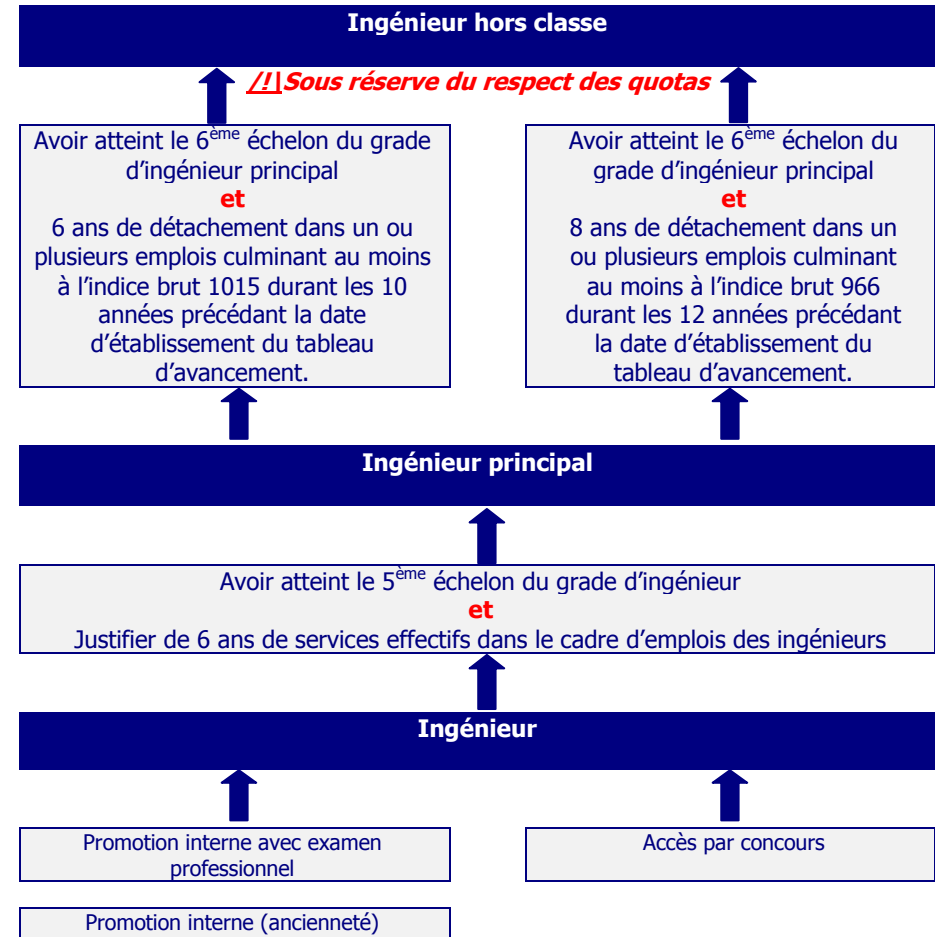 Ingénieur hors classe
/!\Sous réserve du respect des quotas
Avoir atteint le 6ème échelon du grade
d'ingénieur principal
et
6 ans de détachement dans un ou
plusieurs emplois culminant au moins
à l'indice brut 1015 durant les 10
années précédant la date
d'établissement du tableau
d'avancement.
Avoir atteint le 6ème échelon du
grade d'ingénieur principal
et
8 ans de détachement dans un
ou plusieurs emplois culminant
au moins à l'indice brut 966
durant les 12 années précédant
la date d'établissement du
tableau d'avancement.
Ingénieur principal
Avoir atteint le 5ème échelon du grade d'ingénieur
et
Justifier de 6 ans de services effectifs dans le cadre d'emplois des ingénieurs
Ingénieur
Promotion interne avec examen
professionnel
Accès par concours
Promotion interne (ancienneté)